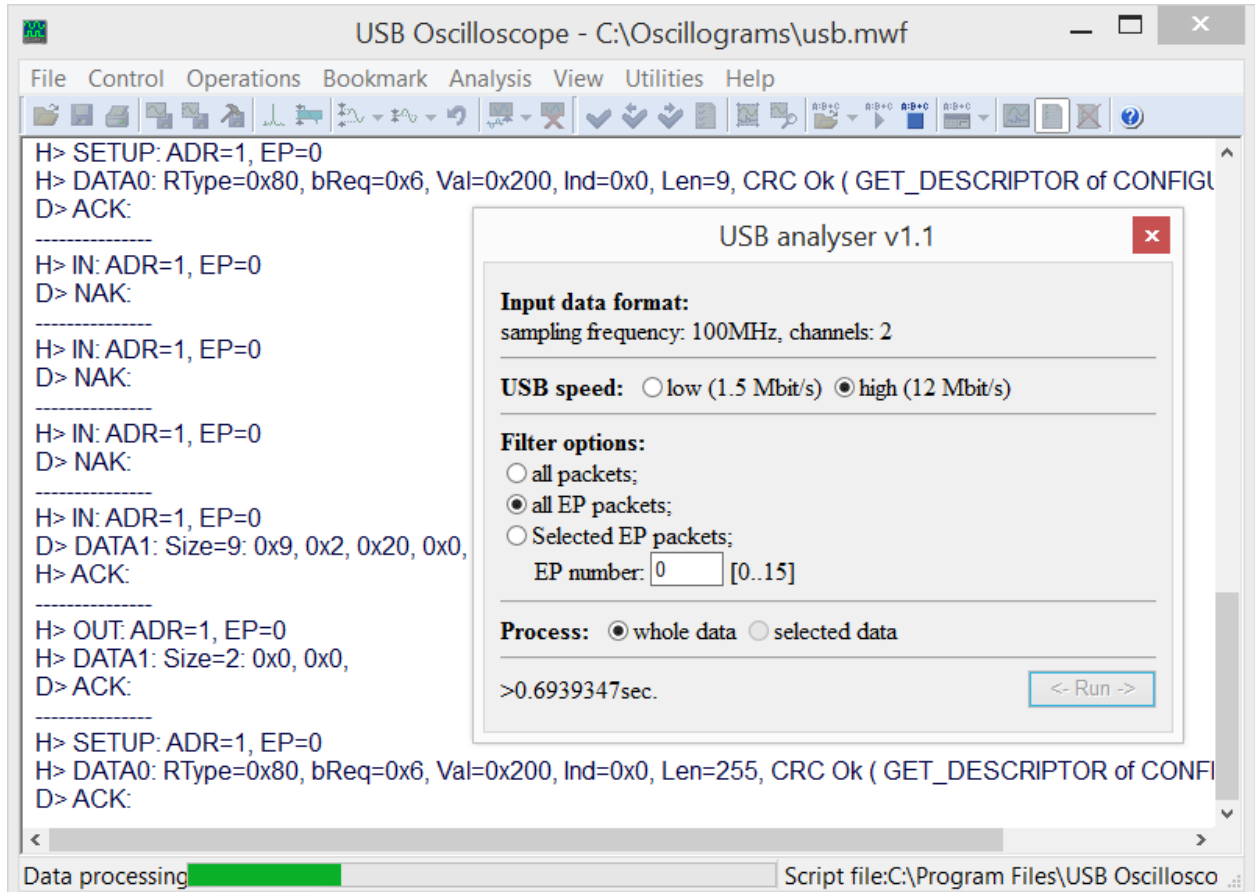 USB Oscilloscope - C:\Oscillograms\usb.mwf
File Control Operations Bookmark Analysis View Utilities Help
H> SETUP: ADR=1, EP=0
H> DATA0: RType=0x80, bReq=0x6, Val=0x200, Ind=0x0, Len=9, CRC Ok ( GET_DESCRIPTOR of CONFIGU
D> ACK:
---------------
H> IN: ADR=1, EP=0
D> NAK:
---------------
H> IN: ADR=1, EP=0
D> NAK:
---------------
H> IN: ADR=1, EP=0
D> NAK:
---------------
H> IN: ADR=1, EP=0
D> DATA1: Size=9: 0x9, 0x2, 0x20, 0x0,
H> ACK:
---------------
H> OUT: ADR=1, EP=0
H> DATA1: Size=2: 0x0, 0x0,
D> ACK:
---------------
H> SETUP: ADR=1, EP=0
H> DATA0: RType=0x80, bReq=0x6, Val=0x200, Ind=0x0, Len=255, CRC Ok ( GET_DESCRIPTOR of CONFI
D> ACK:
USB analyser v1.1
Input data format:
sampling frequency: 100MHz, channels: 2
USB speed: low (1.5 Mbit/s) high (12 Mbit/s)
Filter options:
all packets;
all EP packets;
Selected EP packets;
EP number: 0 [0..15]
Process: whole data selected data
>0.6939347sec. <- Run ->
Data processing Script file:C:\Program Files\USB Oscillosco